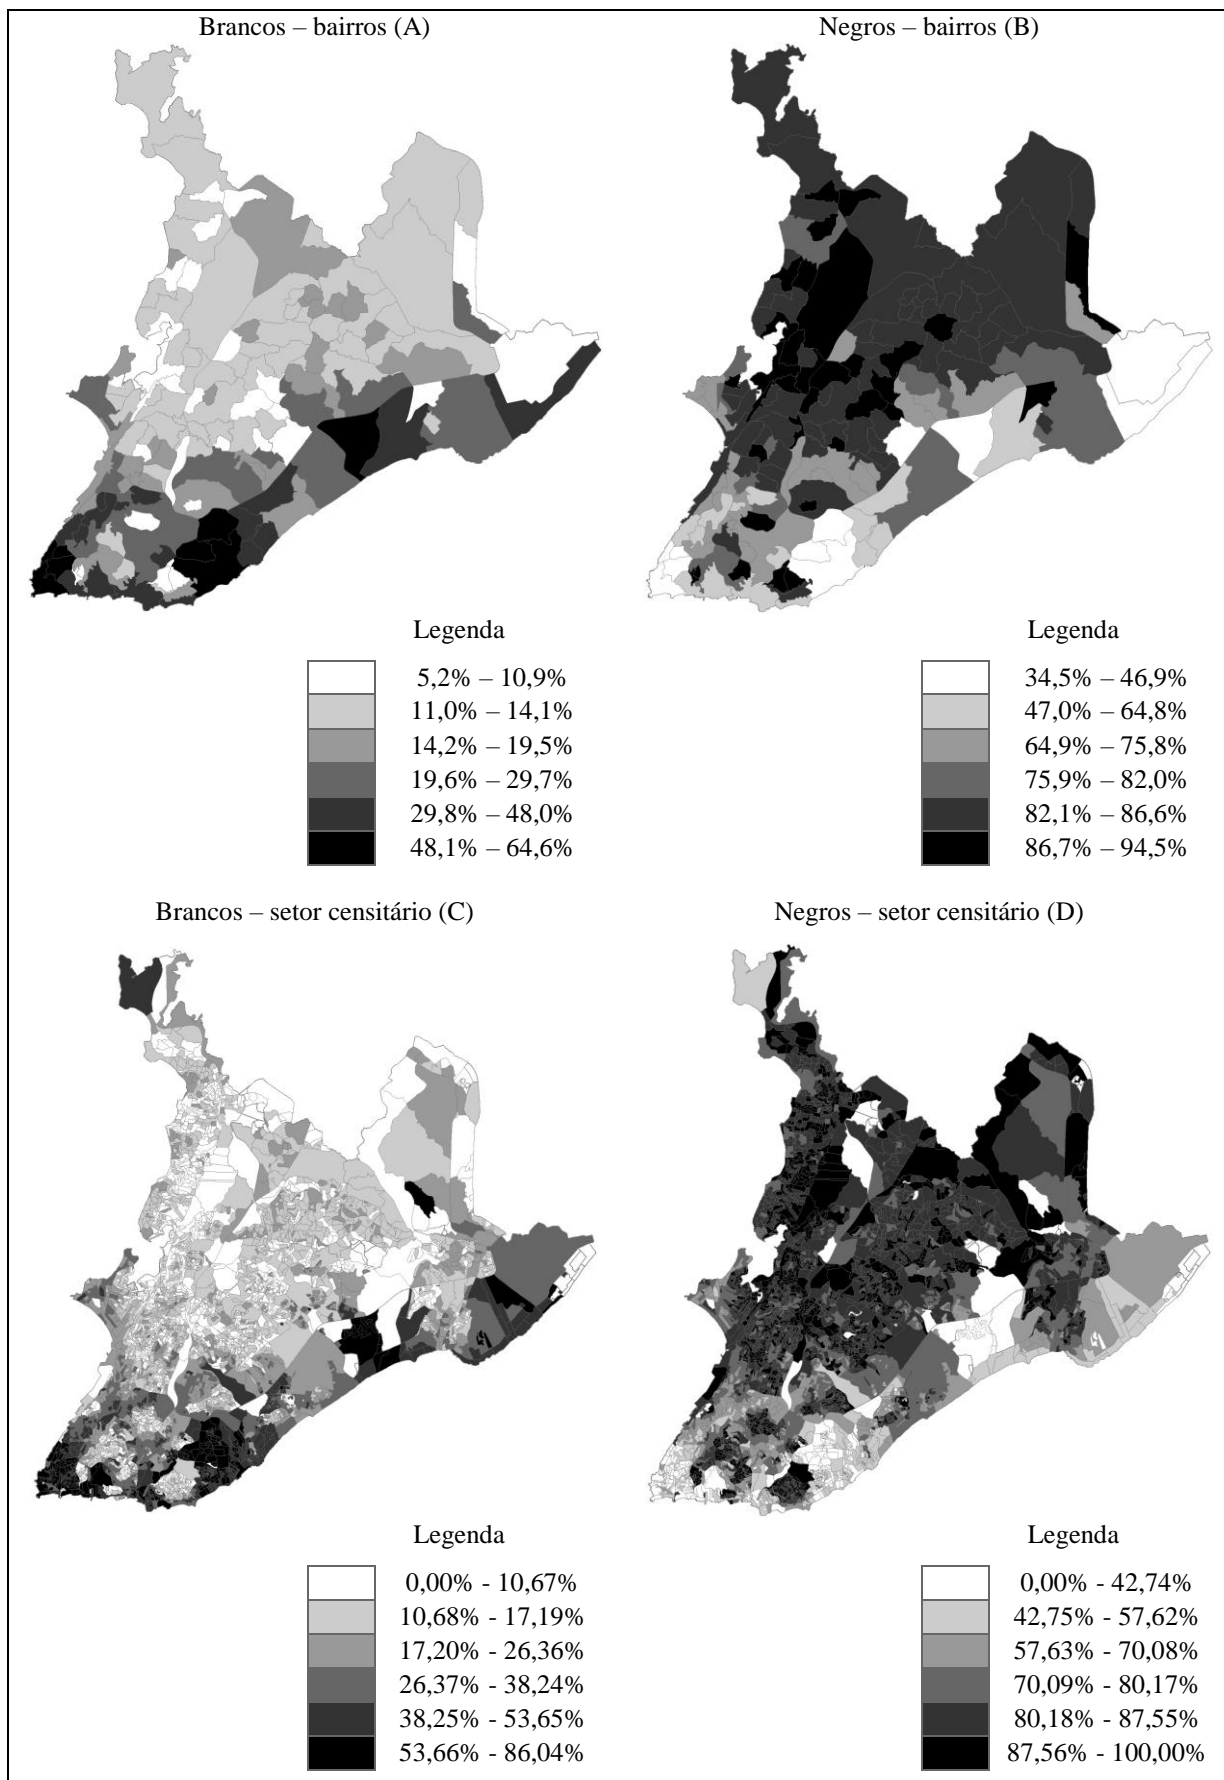 Brancos – bairros (A)
Negros – bairros (B)
Legenda
5,2% – 10,9%
11,0% – 14,1%
14,2% – 19,5%
19,6% – 29,7%
29,8% – 48,0%
48,1% – 64,6%
Legenda
34,5% – 46,9%
47,0% – 64,8%
64,9% – 75,8%
75,9% – 82,0%
82,1% – 86,6%
86,7% – 94,5%
Brancos – setor censitário (C)
Negros – setor censitário (D)
Legenda
0,00% - 10,67%
10,68% - 17,19%
17,20% - 26,36%
26,37% - 38,24%
38,25% - 53,65%
53,66% - 86,04%
Legenda
0,00% - 42,74%
42,75% - 57,62%
57,63% - 70,08%
70,09% - 80,17%
80,18% - 87,55%
87,56% - 100,00%